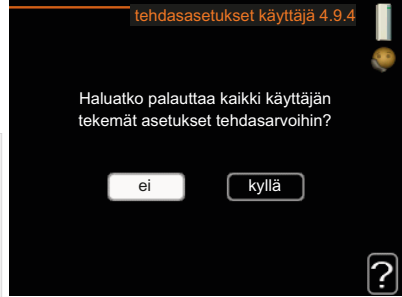 tehdasasetukset käyttäjä 4.9.4
Haluatko palauttaa kaikki käyttäjän
tekemät asetukset tehdasarvoihin?
ei kyllä
?